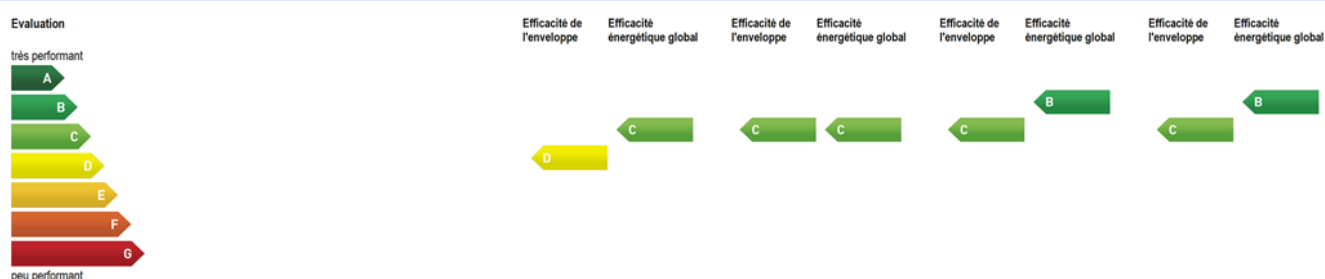 Evaluation
Efficacité de l'enveloppe
Efficacité énergétique global
Efficacité de l'enveloppe
Efficacité énergétique global
Efficacité de l'enveloppe
Efficacité énergétique global
Efficacité de l'enveloppe
Efficacité énergétique global
très performant
A
B
B
B
C
C
C
C
C
C
D
D
E
F
G
peu performant